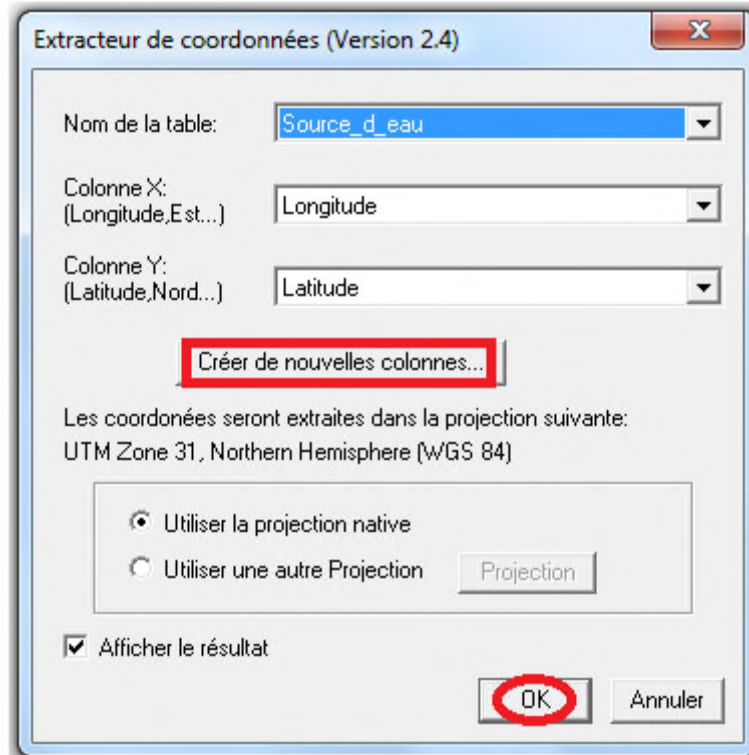 Extracteur de coordonnées (Version 2.4)
Nom de la table:
Source_d_eau
Colonne X:
(Longitude,Est...)
Longitude
Colonne Y:
(Latitude,Nord...)
Latitude
Créer de nouvelles colonnes...
Les coordonées seront extraites dans la projection suivante:
UTM Zone 31, Northern Hemisphere (WGS 84)
Utiliser la projection native
Utiliser une autre Projection
Projection
Afficher le résultat
OK
Annuler